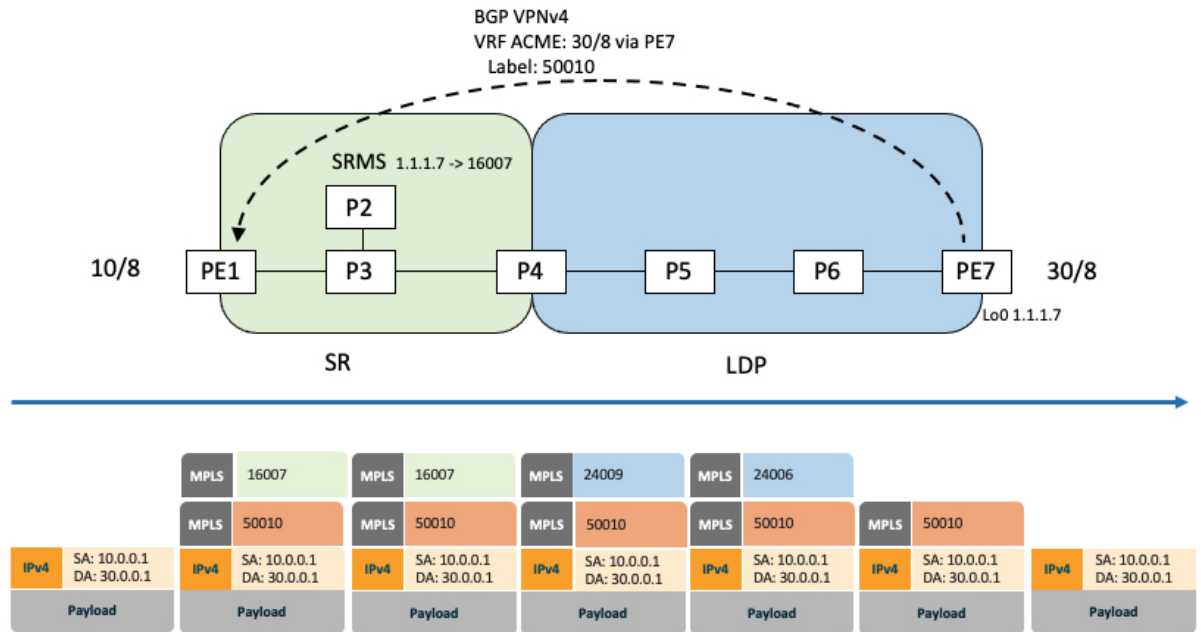 BGP VPNv4
VRF ACME: 30/8 via PE7
Label: 50010
SRMS 1.1.1.7 -> 16007
P2
10/8
PE1
P3
P4
P5
P6
PE7
30/8
Lo0 1.1.1.7
SR
LDP
MPLS 16007
MPLS 16007
MPLS 24009
MPLS 24006
MPLS 50010
MPLS 50010
MPLS 50010
MPLS 50010
MPLS 50010
IPv4 SA: 10.0.0.1
DA: 30.0.0.1
IPv4 SA: 10.0.0.1
DA: 30.0.0.1
IPv4 SA: 10.0.0.1
DA: 30.0.0.1
IPv4 SA: 10.0.0.1
DA: 30.0.0.1
IPv4 SA: 10.0.0.1
DA: 30.0.0.1
IPv4 SA: 10.0.0.1
DA: 30.0.0.1
IPv4 SA: 10.0.0.1
DA: 30.0.0.1
Payload
Payload
Payload
Payload
Payload
Payload
Payload